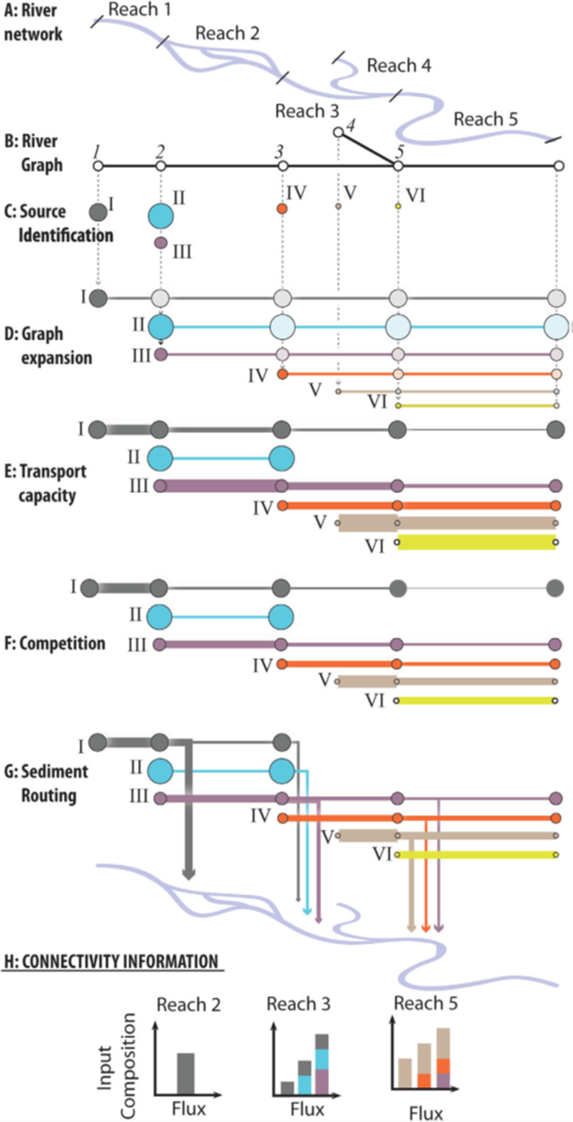 A: River
network
Reach 1
Reach 2
Reach 4
Reach 3
Reach 5
B: River
Graph
1
2
3
4
5
C: Source
Identification
I
II
III
IV
V
VI
D: Graph
expansion
I
II
III
IV
V
VI
E: Transport
capacity
I
II
III
IV
V
VI
F: Competition
I
II
III
IV
V
VI
G: Sediment
Routing
I
II
III
IV
V
VI
H: CONNECTIVITY INFORMATION
Reach 2
Reach 3
Reach 5
Input
Composition
Flux
Flux
Flux